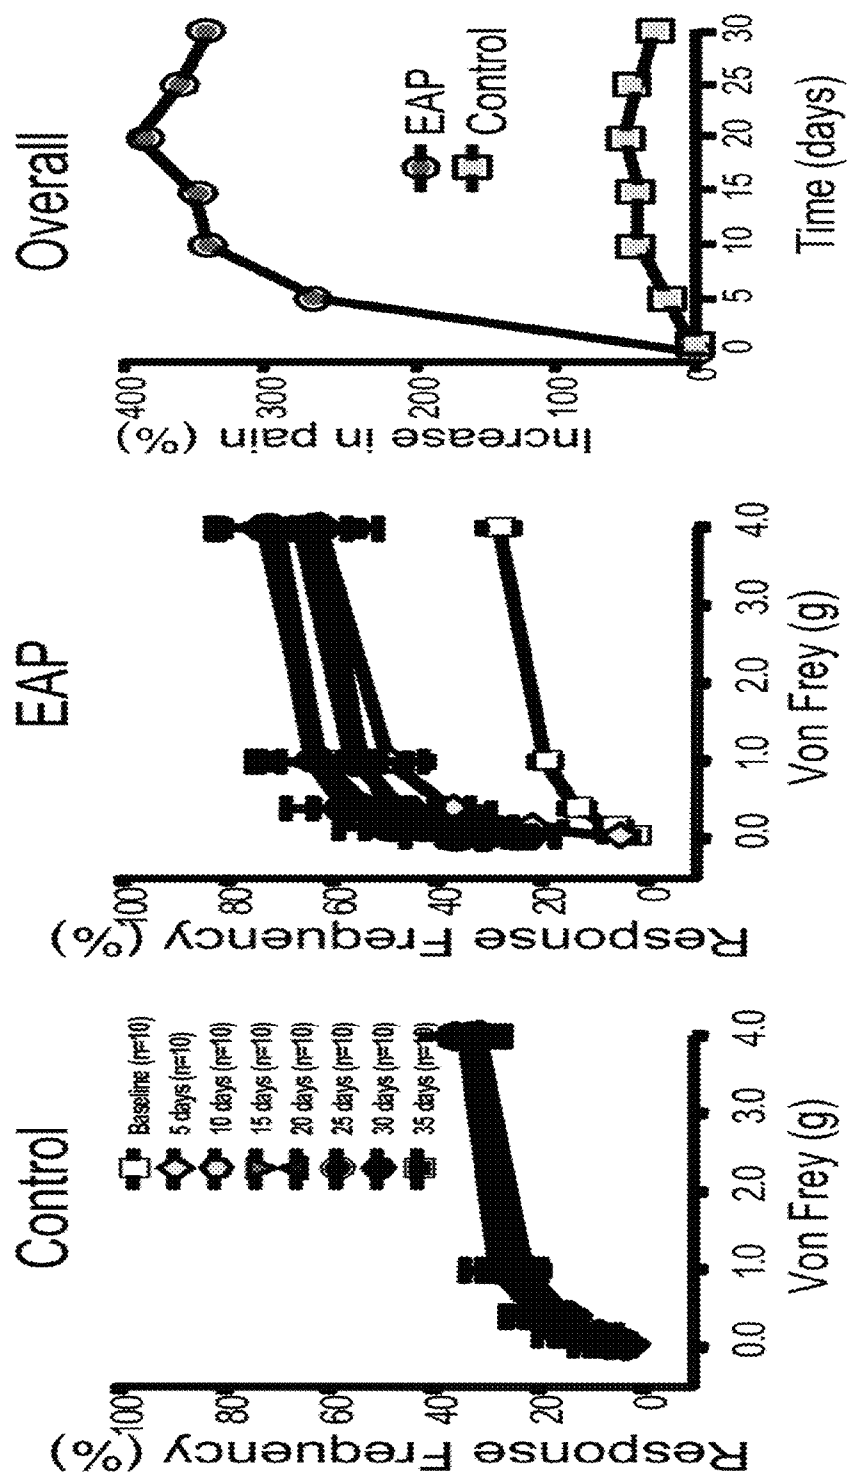 Control
Response Frequency (%)
100
80
60
40
20
0
0.0 1.0 2.0 3.0 4.0
Von Frey (g)
Baseline (n=10)
5 days (n=10)
10 days (n=10)
15 days (n=10)
20 days (n=10)
25 days (n=10)
30 days (n=10)
35 days (n=10)
EAP
Response Frequency (%)
100
80
60
40
20
0
0.0 1.0 2.0 3.0 4.0
Von Frey (g)
Overall
Increase in pain (%)
400
300
200
100
0
0 5 10 15 20 25 30
Time (days)
EAP
Control